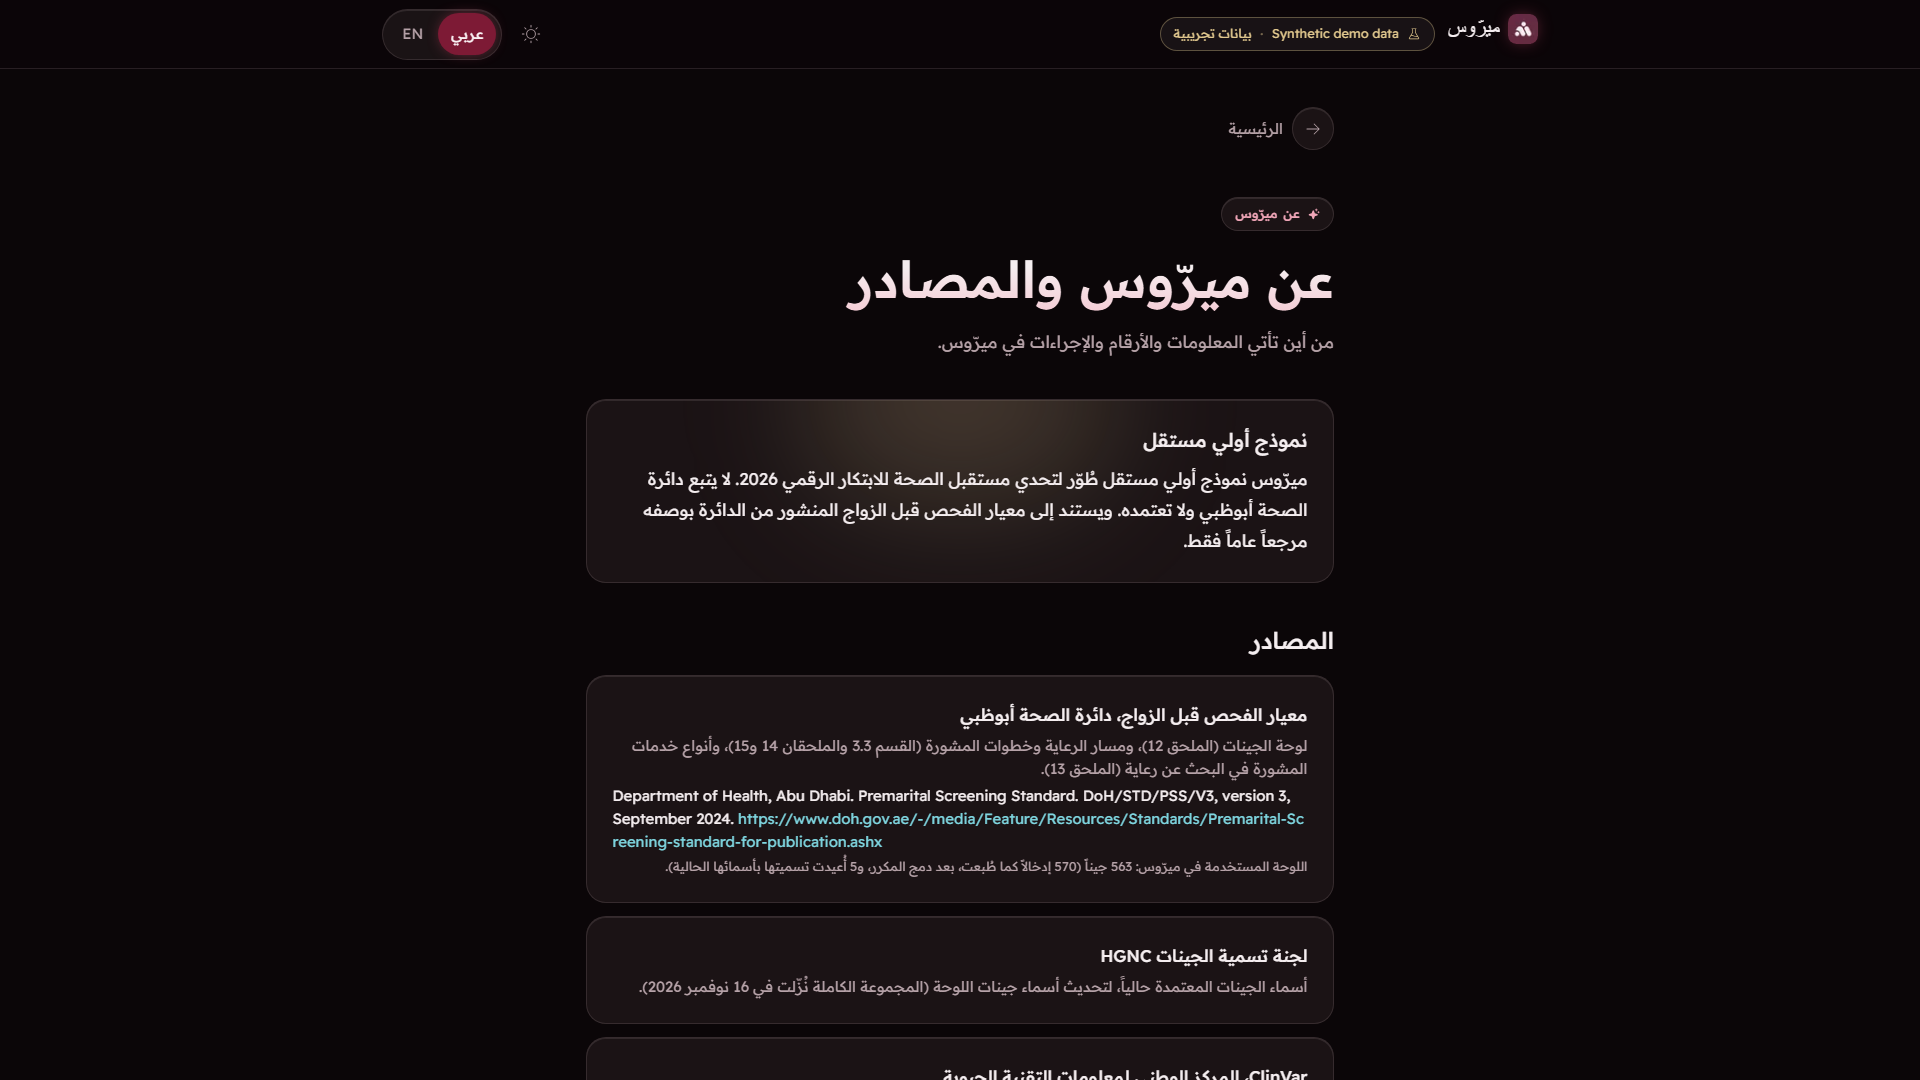 ميرّوس
Synthetic demo data · بيانات تجريبية
عربي
EN
الرئيسية
عن ميرّوس
عن ميرّوس والمصادر
من أين تأتي المعلومات والأرقام والإجراءات في ميرّوس.
نموذج أولي مستقل
ميرّوس نموذج أولي مستقل طُوّر لتحدي مستقبل الصحة للابتكار الرقمي 2026. لا يتبع دائرة
الصحة أبوظبي ولا تعتمده. ويستند إلى معيار الفحص قبل الزواج المنشور من الدائرة بوصفه
مرجعاً عاماً فقط.
المصادر
معيار الفحص قبل الزواج، دائرة الصحة أبوظبي
لوحة الجينات (الملحق 12)، ومسار الرعاية وخطوات المشورة (القسم 3.3 والملحقان 14 و15)، وأنواع خدمات
المشورة في البحث عن رعاية (الملحق 13).
Department of Health, Abu Dhabi. Premarital Screening Standard. DoH/STD/PSS/V3, version 3,
September 2024. https://www.doh.gov.ae/-/media/Feature/Resources/Standards/Premarital-Sc
reening-standard-for-publication.ashx
اللوحة المستخدمة في ميرّوس: 563 جيناً (570 إدخالاً كما طُبعت، بعد دمج المكرر، و5 أُعيدت تسميتها بأسمائها الحالية).
لجنة تسمية الجينات HGNC
أسماء الجينات المعتمدة حالياً، لتحديث أسماء جينات اللوحة (المجموعة الكاملة نُزّلت في 16 نوفمبر 2026).
ClinVar، المركز الوطني لمعلومات التقنية الحيوية